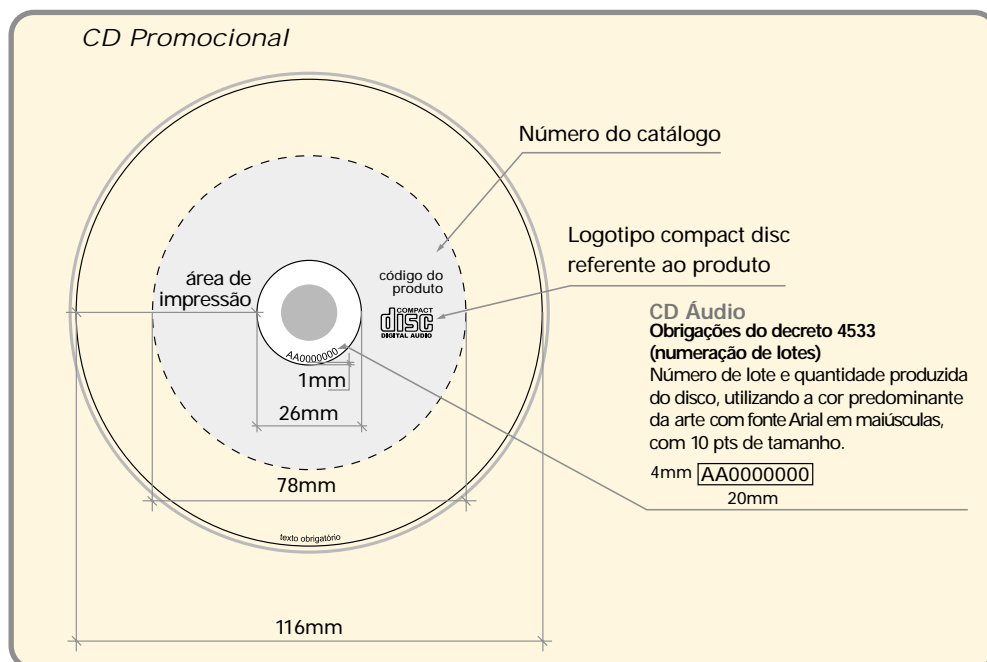 CD Promocional
Número do catálogo
Logotipo compact disc
referente ao produto
área de
impressão
código do
produto
COMPACT
disc
DIGITAL AUDIO
CD Áudio
Obrigações do decreto 4533
(numeração de lotes)
Número de lote e quantidade produzida
do disco, utilizando a cor predominante
da arte com fonte Arial em maiúsculas,
com 10 pts de tamanho.
4mm AA0000000
20mm
AA0000000
1mm
26mm
78mm
texto obrigatório
116mm